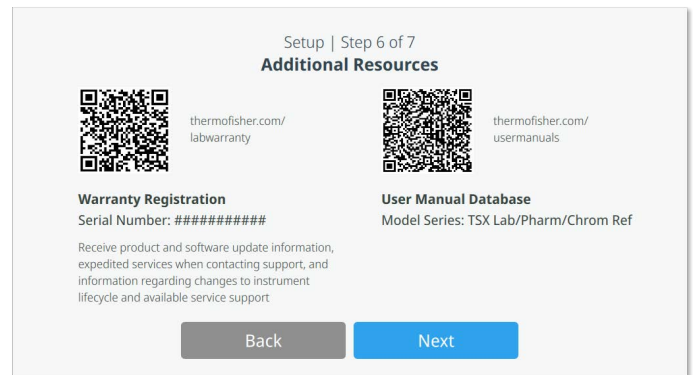 Setup | Step 6 of 7
Additional Resources
thermofisher.com/
labwarranty
thermofisher.com/
usermanuals
Warranty Registration
Serial Number: ###########
Receive product and software update information,
expedited services when contacting support, and
information regarding changes to instrument
lifecycle and available service support
User Manual Database
Model Series: TSX Lab/Pharm/Chrom Ref
Back
Next